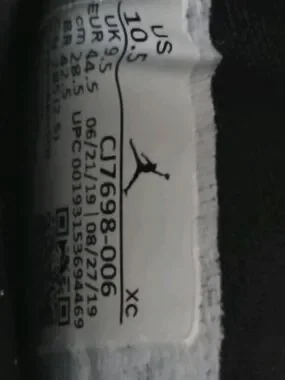 US
10.5
UK 9.5
EUR 44.5
cm 28.5
BR 42.5
CJ7698-006
06/21/19 | 08/27/19
UPC 00193153694469
XC